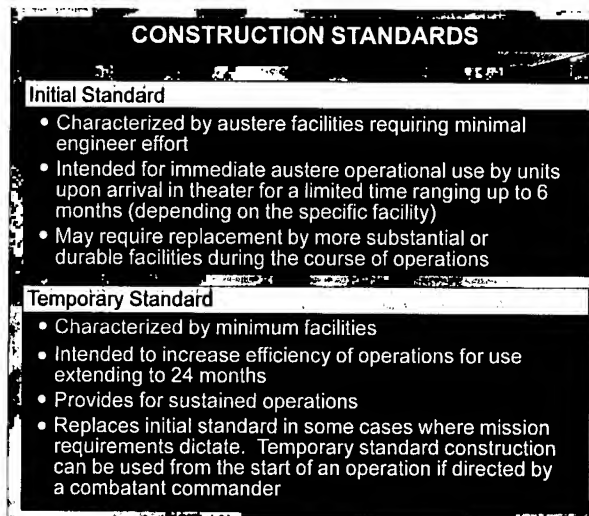 CONSTRUCTION STANDARDS
Initial Standard
• Characterized by austere facilities requiring minimal
engineer effort
• Intended for immediate austere operational use by units
upon arrival in theater for a limited time ranging up to 6
months (depending on the specific facility)
• May require replacement by more substantial or
durable facilities during the course of operations
Temporary Standard
• Characterized by minimum facilities
• Intended to increase efficiency of operations for use
extending to 24 months
• Provides for sustained operations
• Replaces initial standard in some cases where mission
requirements dictate. Temporary standard construction
can be used from the start of an operation if directed by
a combatant commander